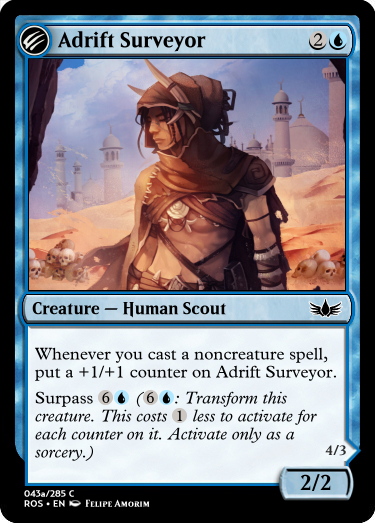 Adrift Surveyor 2
Creature — Human Scout
Whenever you cast a noncreature spell,
put a +1/+1 counter on Adrift Surveyor.
Surpass 6 (6: Transform this
creature. This costs 1 less to activate for
each counter on it. Activate only as a
sorcery.)
4/3
2/2
043a/285 C
ROS • EN Felipe Amorim